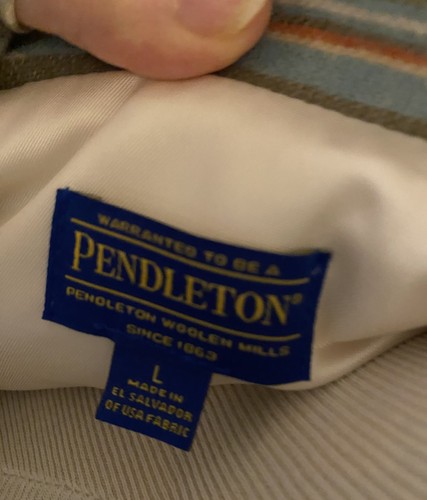 WARRANTED TO BE A
PENDLETON®
PENDLETON WOOLEN MILLS
SINCE 1863
L
MADE IN
EL SALVADOR
OF USA FABRIC